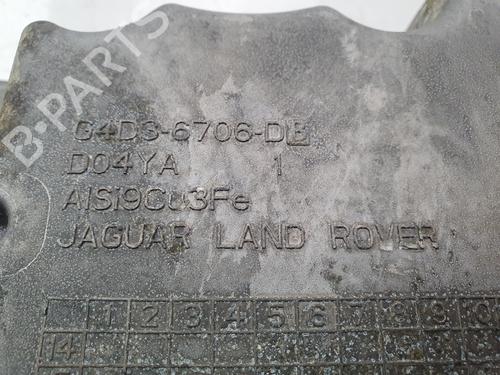 B-PARTS
G4D3-6706-DB
D04YA 1
AlSi9Cu3Fe
JAGUAR LAND ROVER
1 2 3 4 5 6 7 8 9 0
14